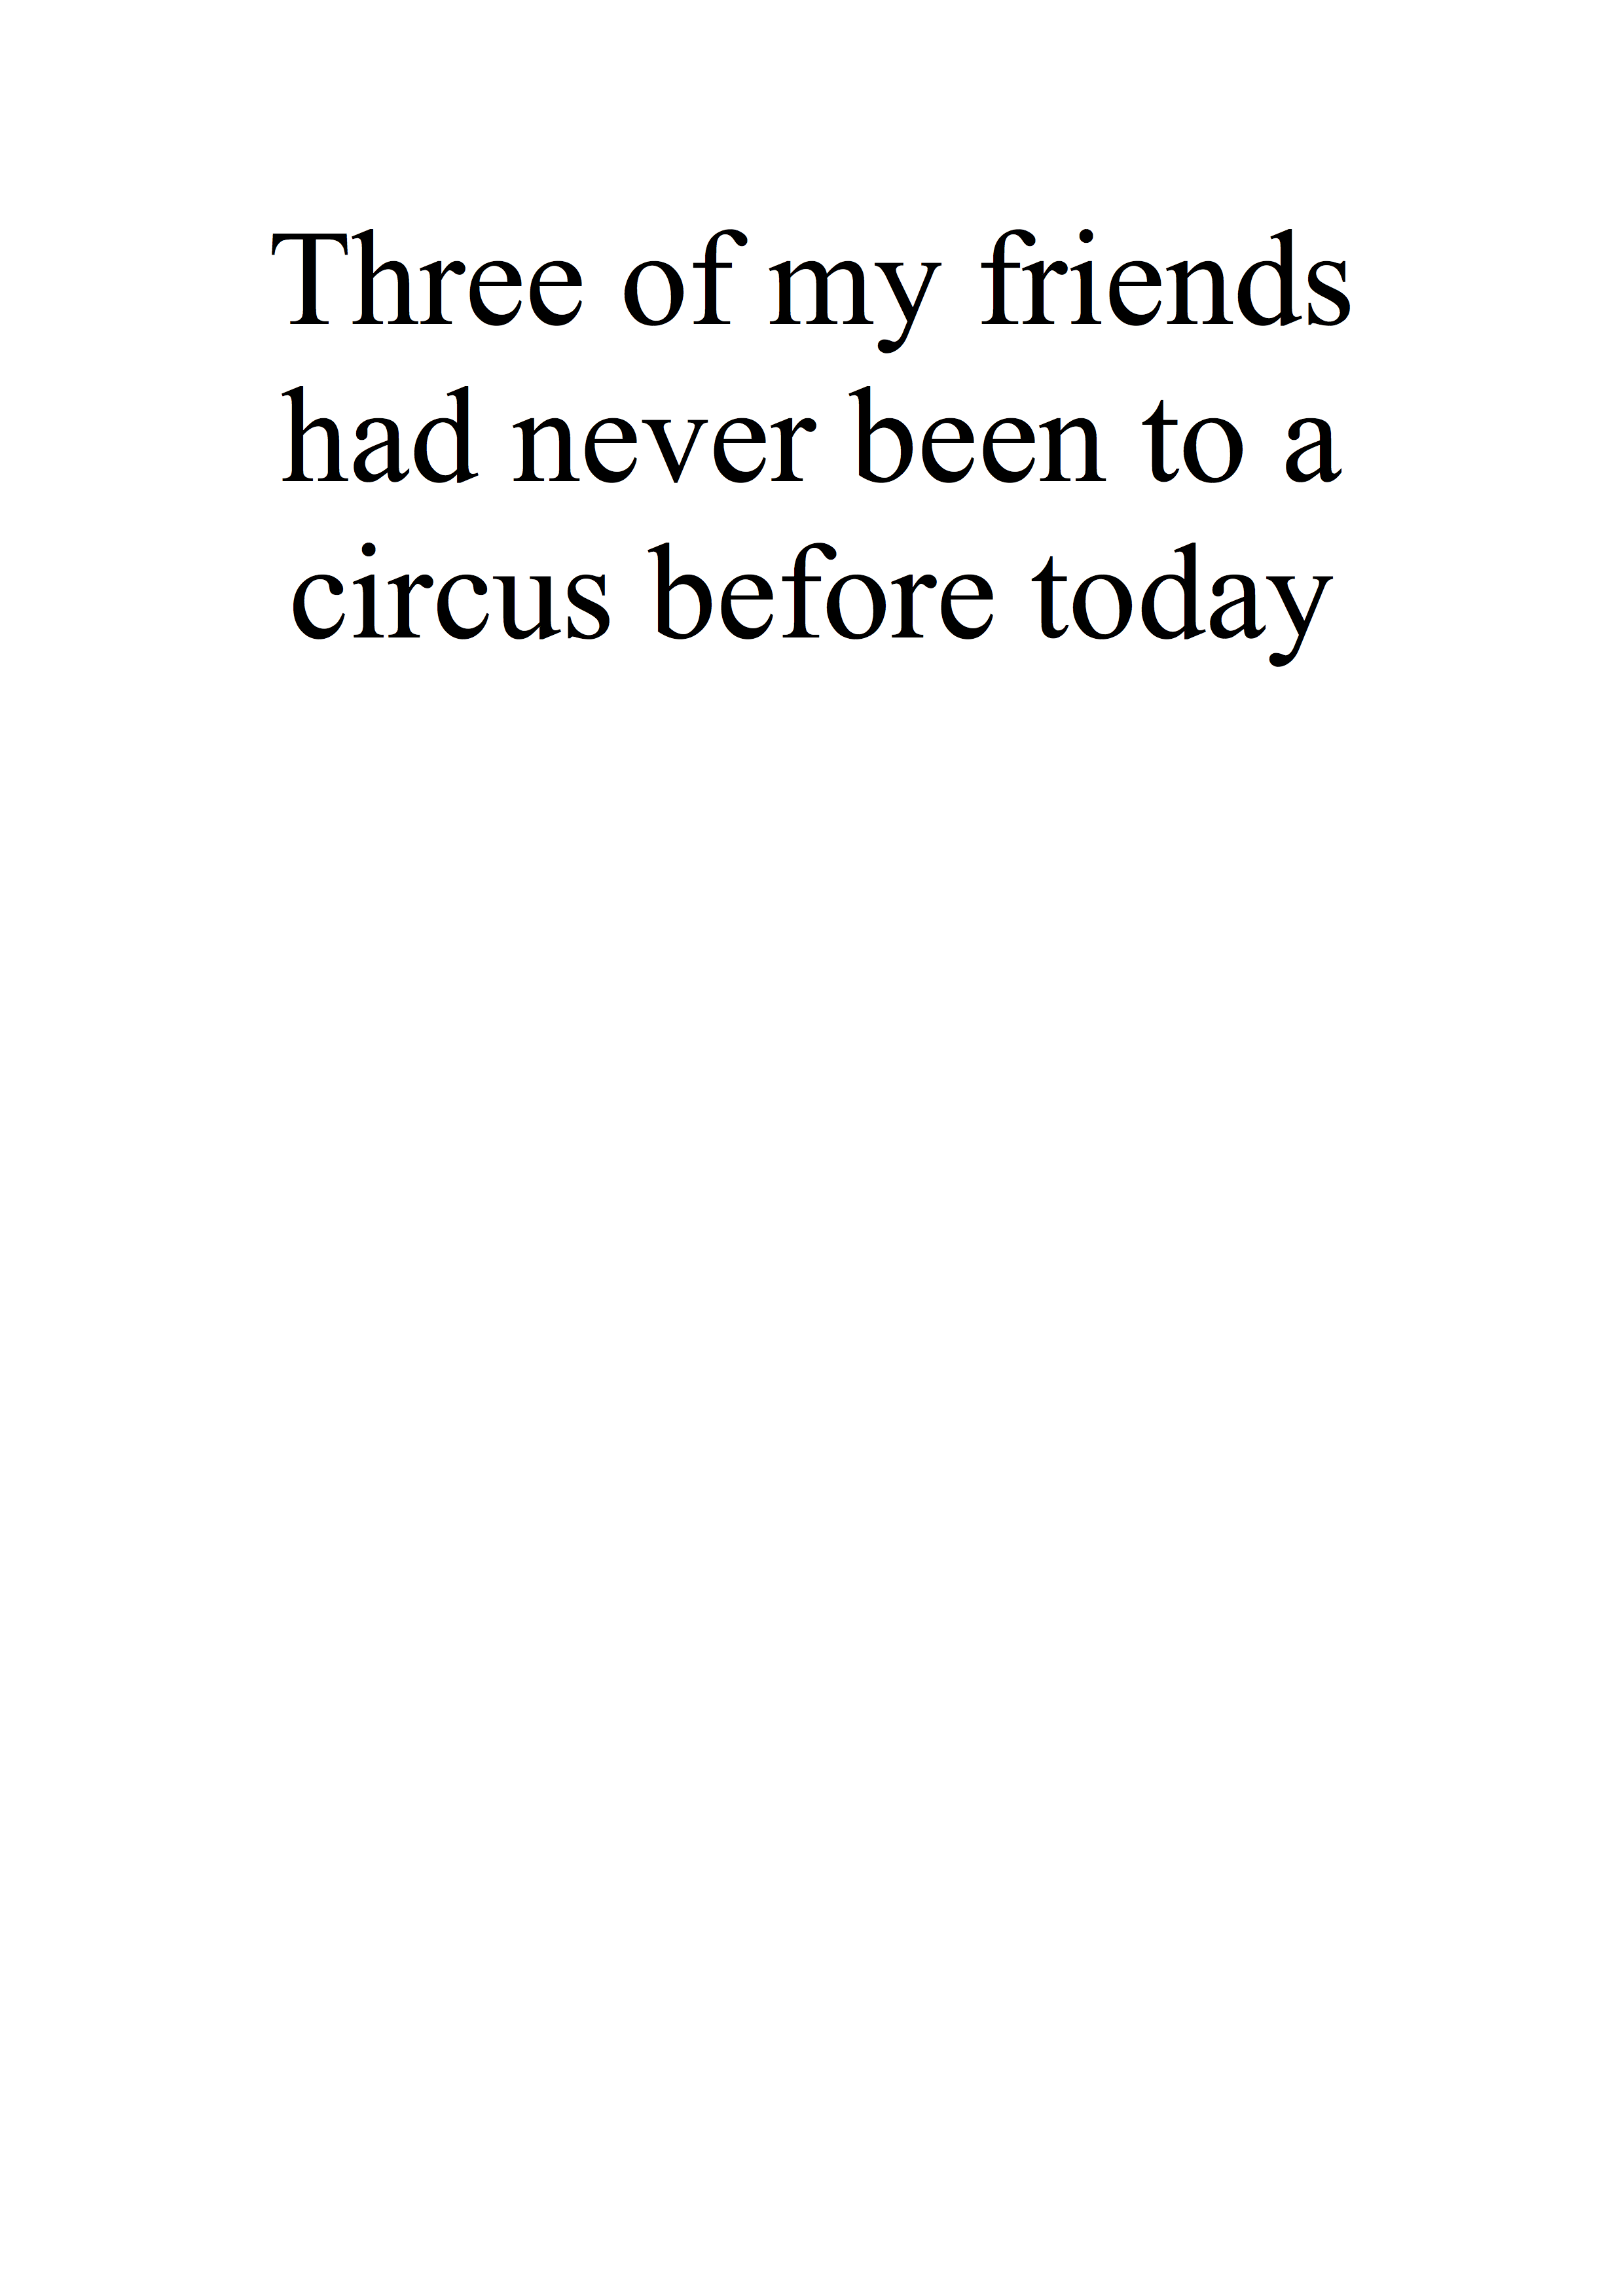 Three of my friends
had never been to a
circus before today